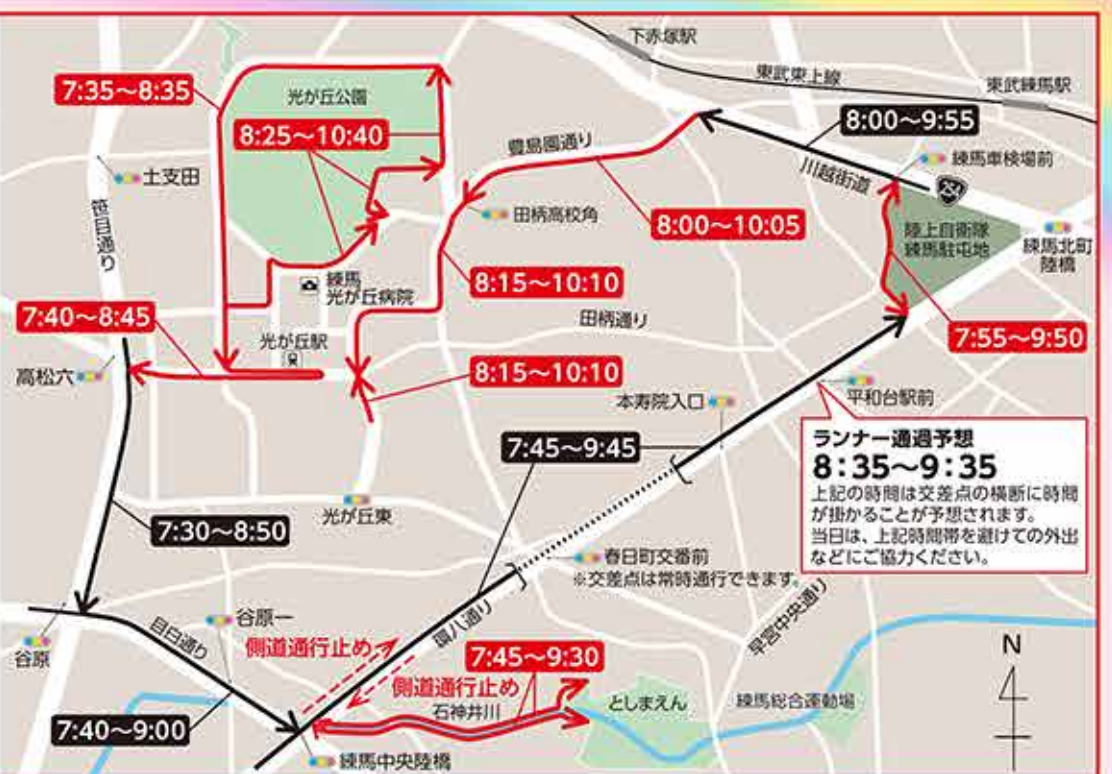 下赤塚駅
東武東上線
東武練馬駅
7:35～8:35
光が丘公園
8:25～10:40
8:00～9:55
豊島園通り
川越街道
254
練馬車検場前
土支田
笹目通り
田柄高校角
8:00～10:05
陸上自衛隊
練馬駐屯地
練馬北町
陸橋
練馬
光が丘病院
8:15～10:10
7:40～8:45
光が丘駅
田柄通り
7:55～9:50
高松六
8:15～10:10
本寿院入口
平和台駅前
7:45～9:45
ランナー通過予想
8：35～9：35
上記の時間は交差点の横断に時間
が掛かることが予想されます。
当日は、上記時間帯を避けての外出
などにご協力ください。
7:30～8:50
光が丘東
春日町交番前
※交差点は常時通行できます。
谷原一
目白通り
谷原
側道通行止め
環八通り
早宮中央通り
7:45～9:30
側道通行止め
石神井川
としまえん
練馬総合運動場
N
7:40～9:00
練馬中央陸橋